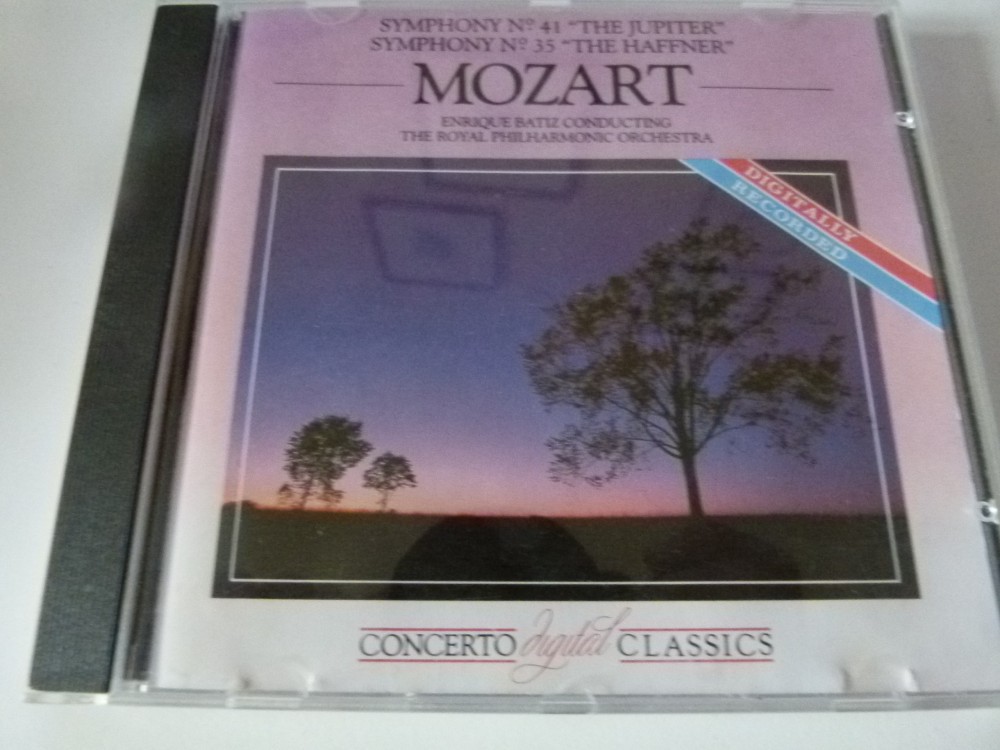 SYMPHONY Nº 41 "THE JUPITER"
SYMPHONY Nº 35 "THE HAFFNER"
MOZART
ENRIQUE BATIZ CONDUCTING
THE ROYAL PHILHARMONIC ORCHESTRA
DIGITALLY
RECORDED
CONCERTO digital CLASSICS